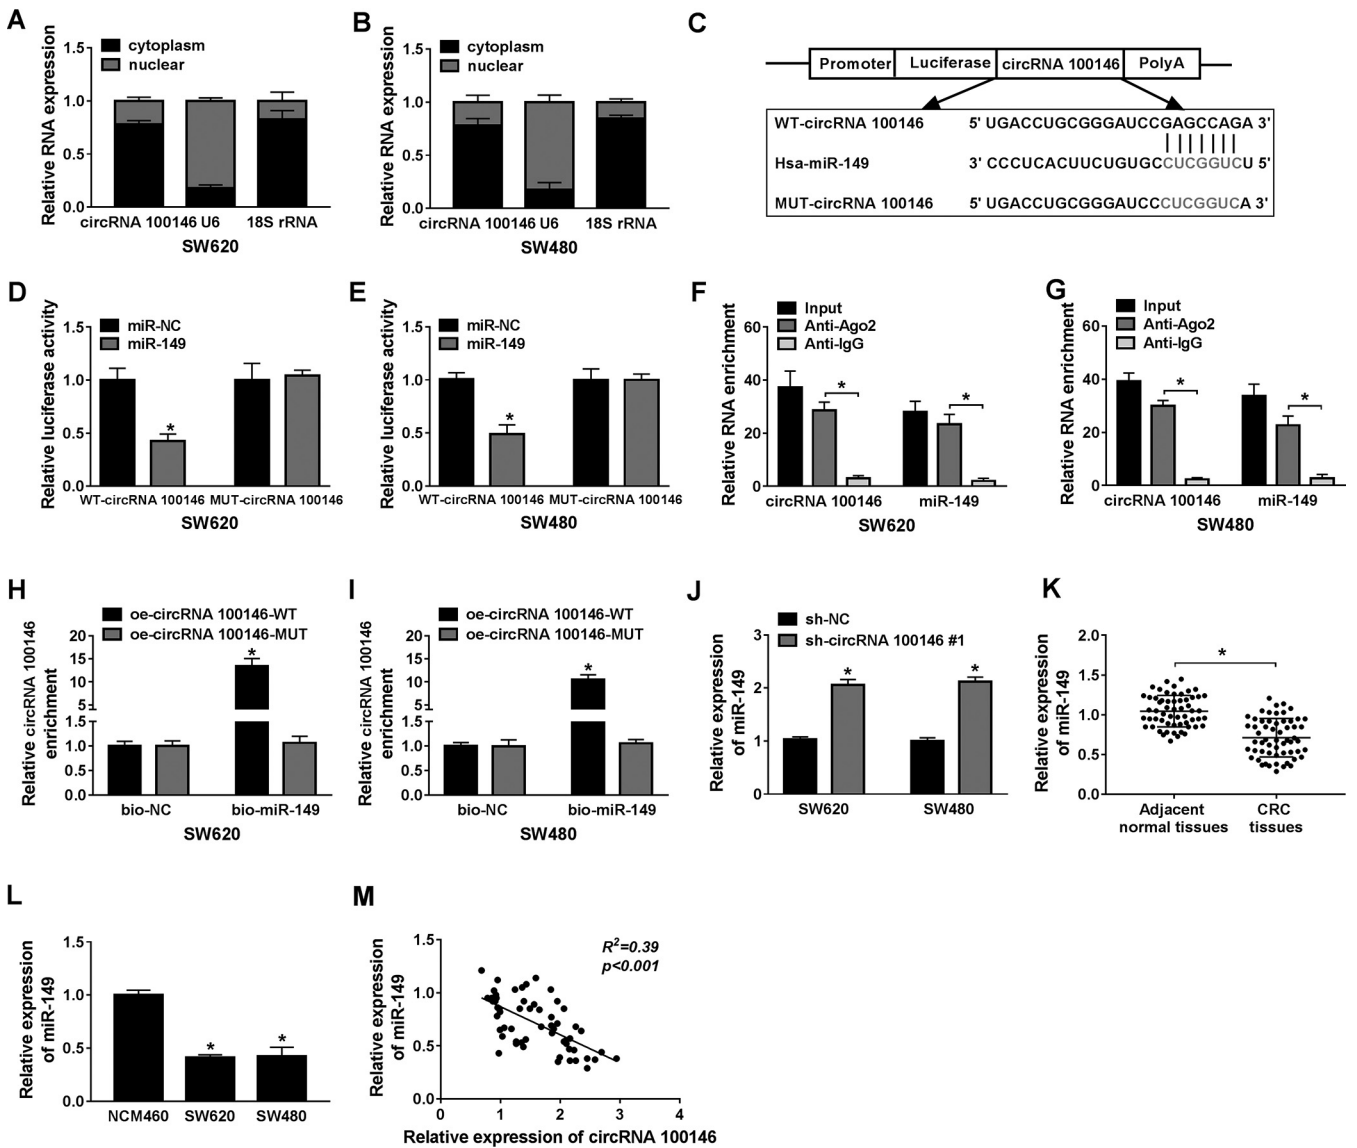 A
Relative RNA expression
cytoplasm
nuclear
1.5
1.0
0.5
0.0
circRNA 100146 U6 18S rRNA
SW620
B
Relative RNA expression
cytoplasm
nuclear
1.5
1.0
0.5
0.0
circRNA 100146 U6 18S rRNA
SW480
C
Promoter Luciferase circRNA 100146 PolyA
WT-circRNA 100146 5' UGACCUGCGGGAUCCGAGCCAGA 3'
Hsa-miR-149 3' CCCUCACUUCUGUGCCUCGGUCU 5'
MUT-circRNA 100146 5' UGACCUGCGGGAUCCCUCGGUCA 3'
D
Relative luciferase activity
miR-NC
miR-149
1.5
1.0
0.5
0.0
*
WT-circRNA 100146 MUT-circRNA 100146
SW620
E
Relative luciferase activity
miR-NC
miR-149
1.5
1.0
0.5
0.0
*
WT-circRNA 100146 MUT-circRNA 100146
SW480
F
Relative RNA enrichment
Input
Anti-Ago2
Anti-IgG
60
40
20
0
* *
circRNA 100146 miR-149
SW620
G
Relative RNA enrichment
Input
Anti-Ago2
Anti-IgG
60
40
20
0
* *
circRNA 100146 miR-149
SW480
H
Relative circRNA 100146
enrichment
oe-circRNA 100146-WT
oe-circRNA 100146-MUT
20
15
10
5
1.5
1.0
0.5
0.0
*
bio-NC bio-miR-149
SW620
I
Relative circRNA 100146
enrichment
oe-circRNA 100146-WT
oe-circRNA 100146-MUT
20
15
10
5
1.5
1.0
0.5
0.0
*
bio-NC bio-miR-149
SW480
J
Relative expression
of miR-149
sh-NC
sh-circRNA 100146 #1
3
2
1
0
* *
SW620 SW480
K
Relative expression
of miR-149
2.0
1.5
1.0
0.5
0.0
*
Adjacent
normal tissues
CRC
tissues
L
Relative expression
of miR-149
1.5
1.0
0.5
0.0
* *
NCM460 SW620 SW480
M
Relative expression
of miR-149
1.5
1.0
0.5
0.0
R²=0.39
p<0.001
0 1 2 3 4
Relative expression of circRNA 100146